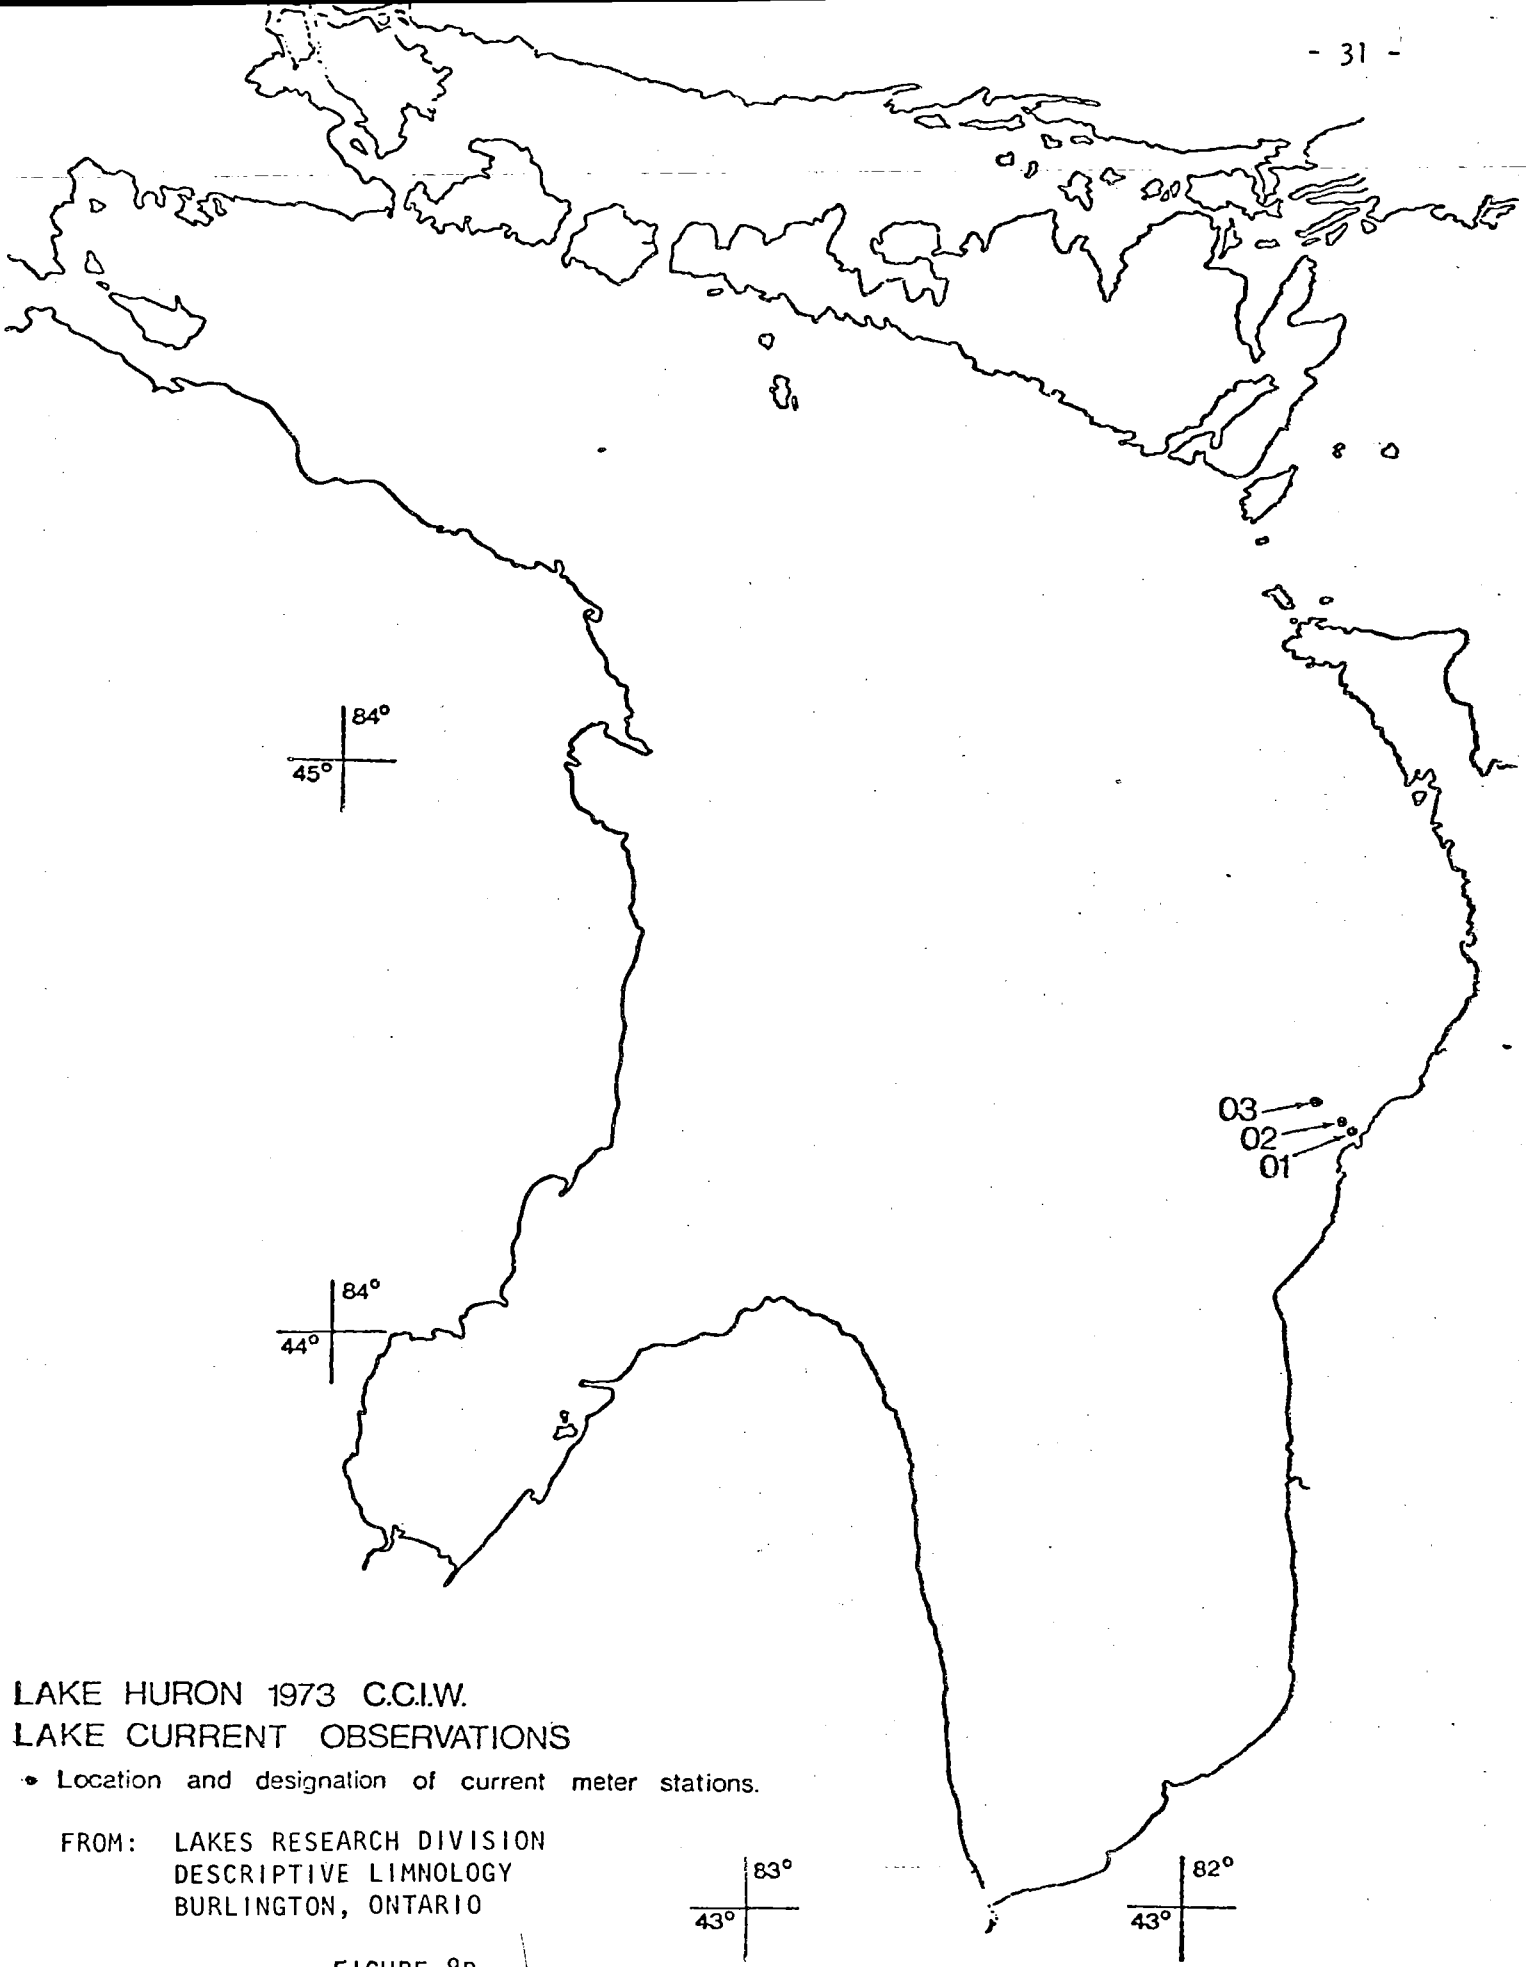 - 31 -
84°
45°
03
02
01
84°
44°
LAKE HURON 1973 C.C.I.W.
LAKE CURRENT OBSERVATIONS
Location and designation of current meter stations.
FROM: LAKES RESEARCH DIVISION
DESCRIPTIVE LIMNOLOGY
BURLINGTON, ONTARIO
83°
43°
82°
43°